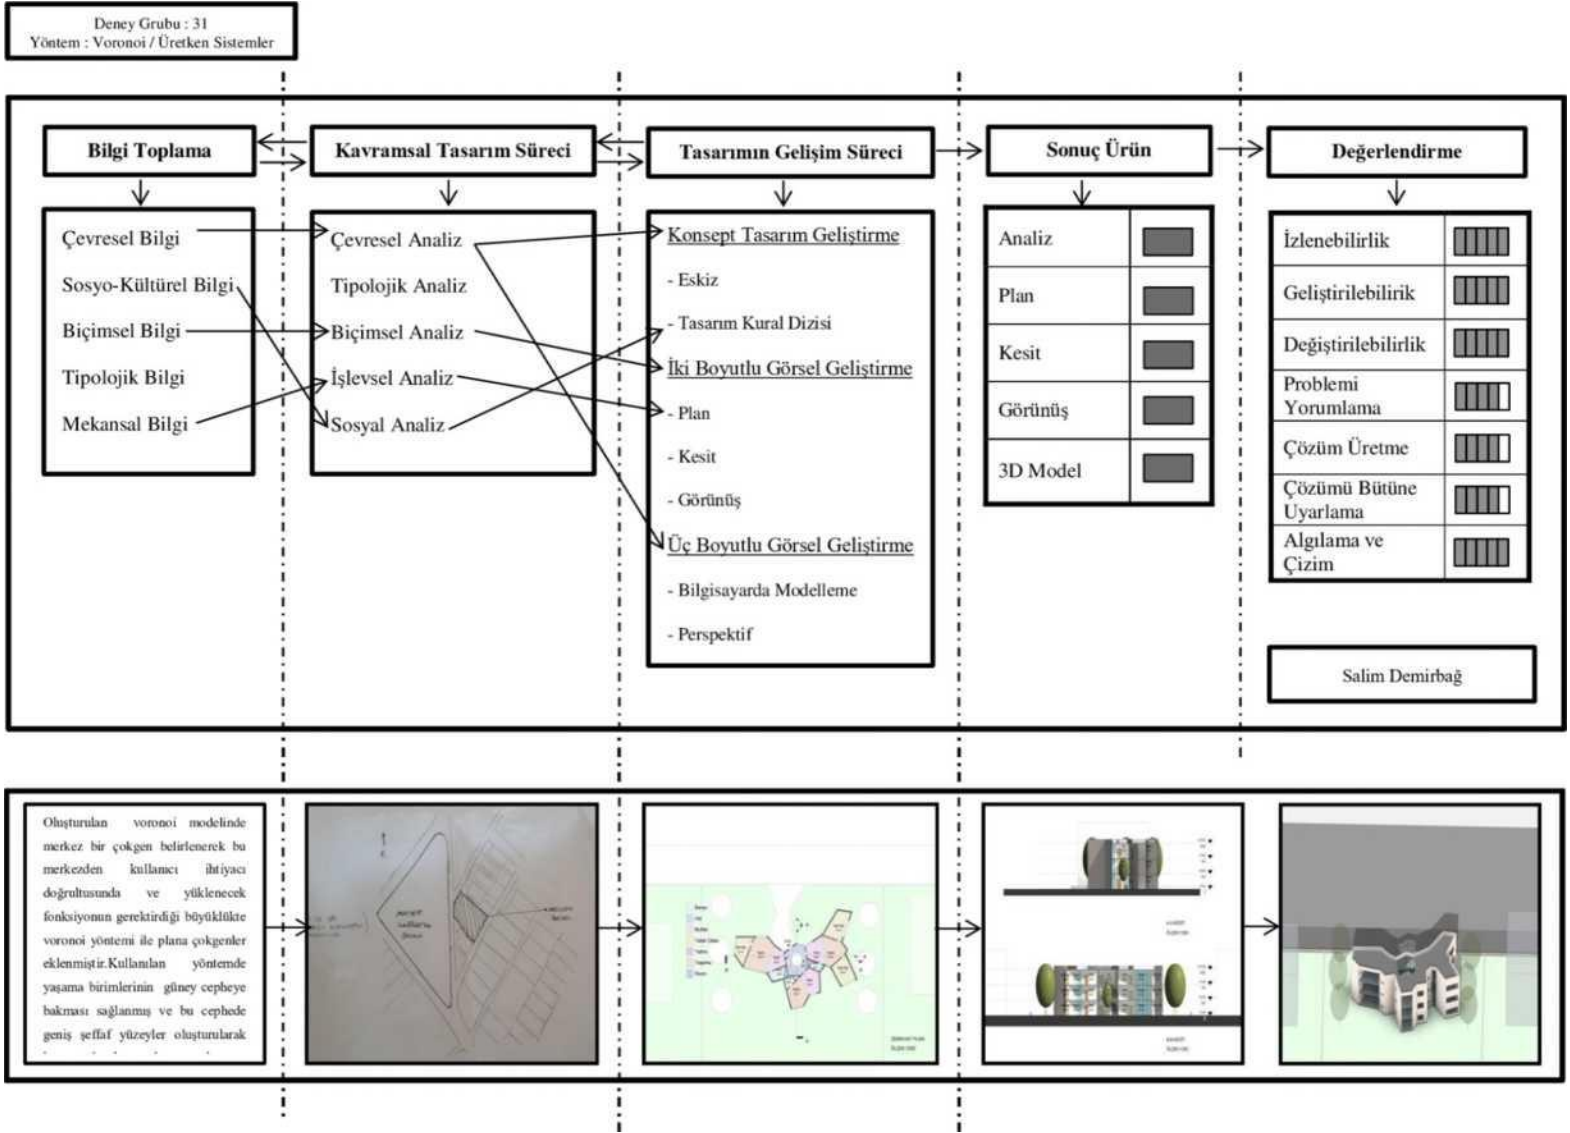 Deney Grubu : 31
Yöntem : Voronoi / Üretken Sistemler
Bilgi Toplama
Kavramsal Tasarım Süreci
Tasarımın Gelişim Süreci
Sonuç Ürün
Değerlendirme
Çevresel Bilgi
Sosyo-Kültürel Bilgi
Biçimsel Bilgi
Tipolojik Bilgi
Mekansal Bilgi
Çevresel Analiz
Tipolojik Analiz
Biçimsel Analiz
İşlevsel Analiz
Sosyal Analiz
Konsept Tasarım Geliştirme
- Eskiz
- Tasarım Kural Dizisi
İki Boyutlu Görsel Geliştirme
- Plan
- Kesit
- Görünüş
Üç Boyutlu Görsel Geliştirme
- Bilgisayarda Modelleme
- Perspektif
Analiz
Plan
Kesit
Görünüş
3D Model
İzlenebilirlik
Geliştirilebilirik
Değiştirilebilirlik
Problemi
Yorumlama
Çözüm Üretme
Çözümü Bütüne
Uyarlama
Algılama ve
Çizim
Salim Demirbağ
Oluşturulan voronoi modelinde
merkez bir çokgen belirlenerek bu
merkezden kullanıcı ihtiyacı
doğrultusunda ve yüklenecek
fonksiyonun gerektirdiği büyüklükte
voronoi yöntemi ile plana çokgenler
eklenmiştir.Kullanılan yöntemde
yaşama birimlerinin güney cepheye
bakması sağlanmış ve bu cephede
geniş şeffaf yüzeyler oluşturularak